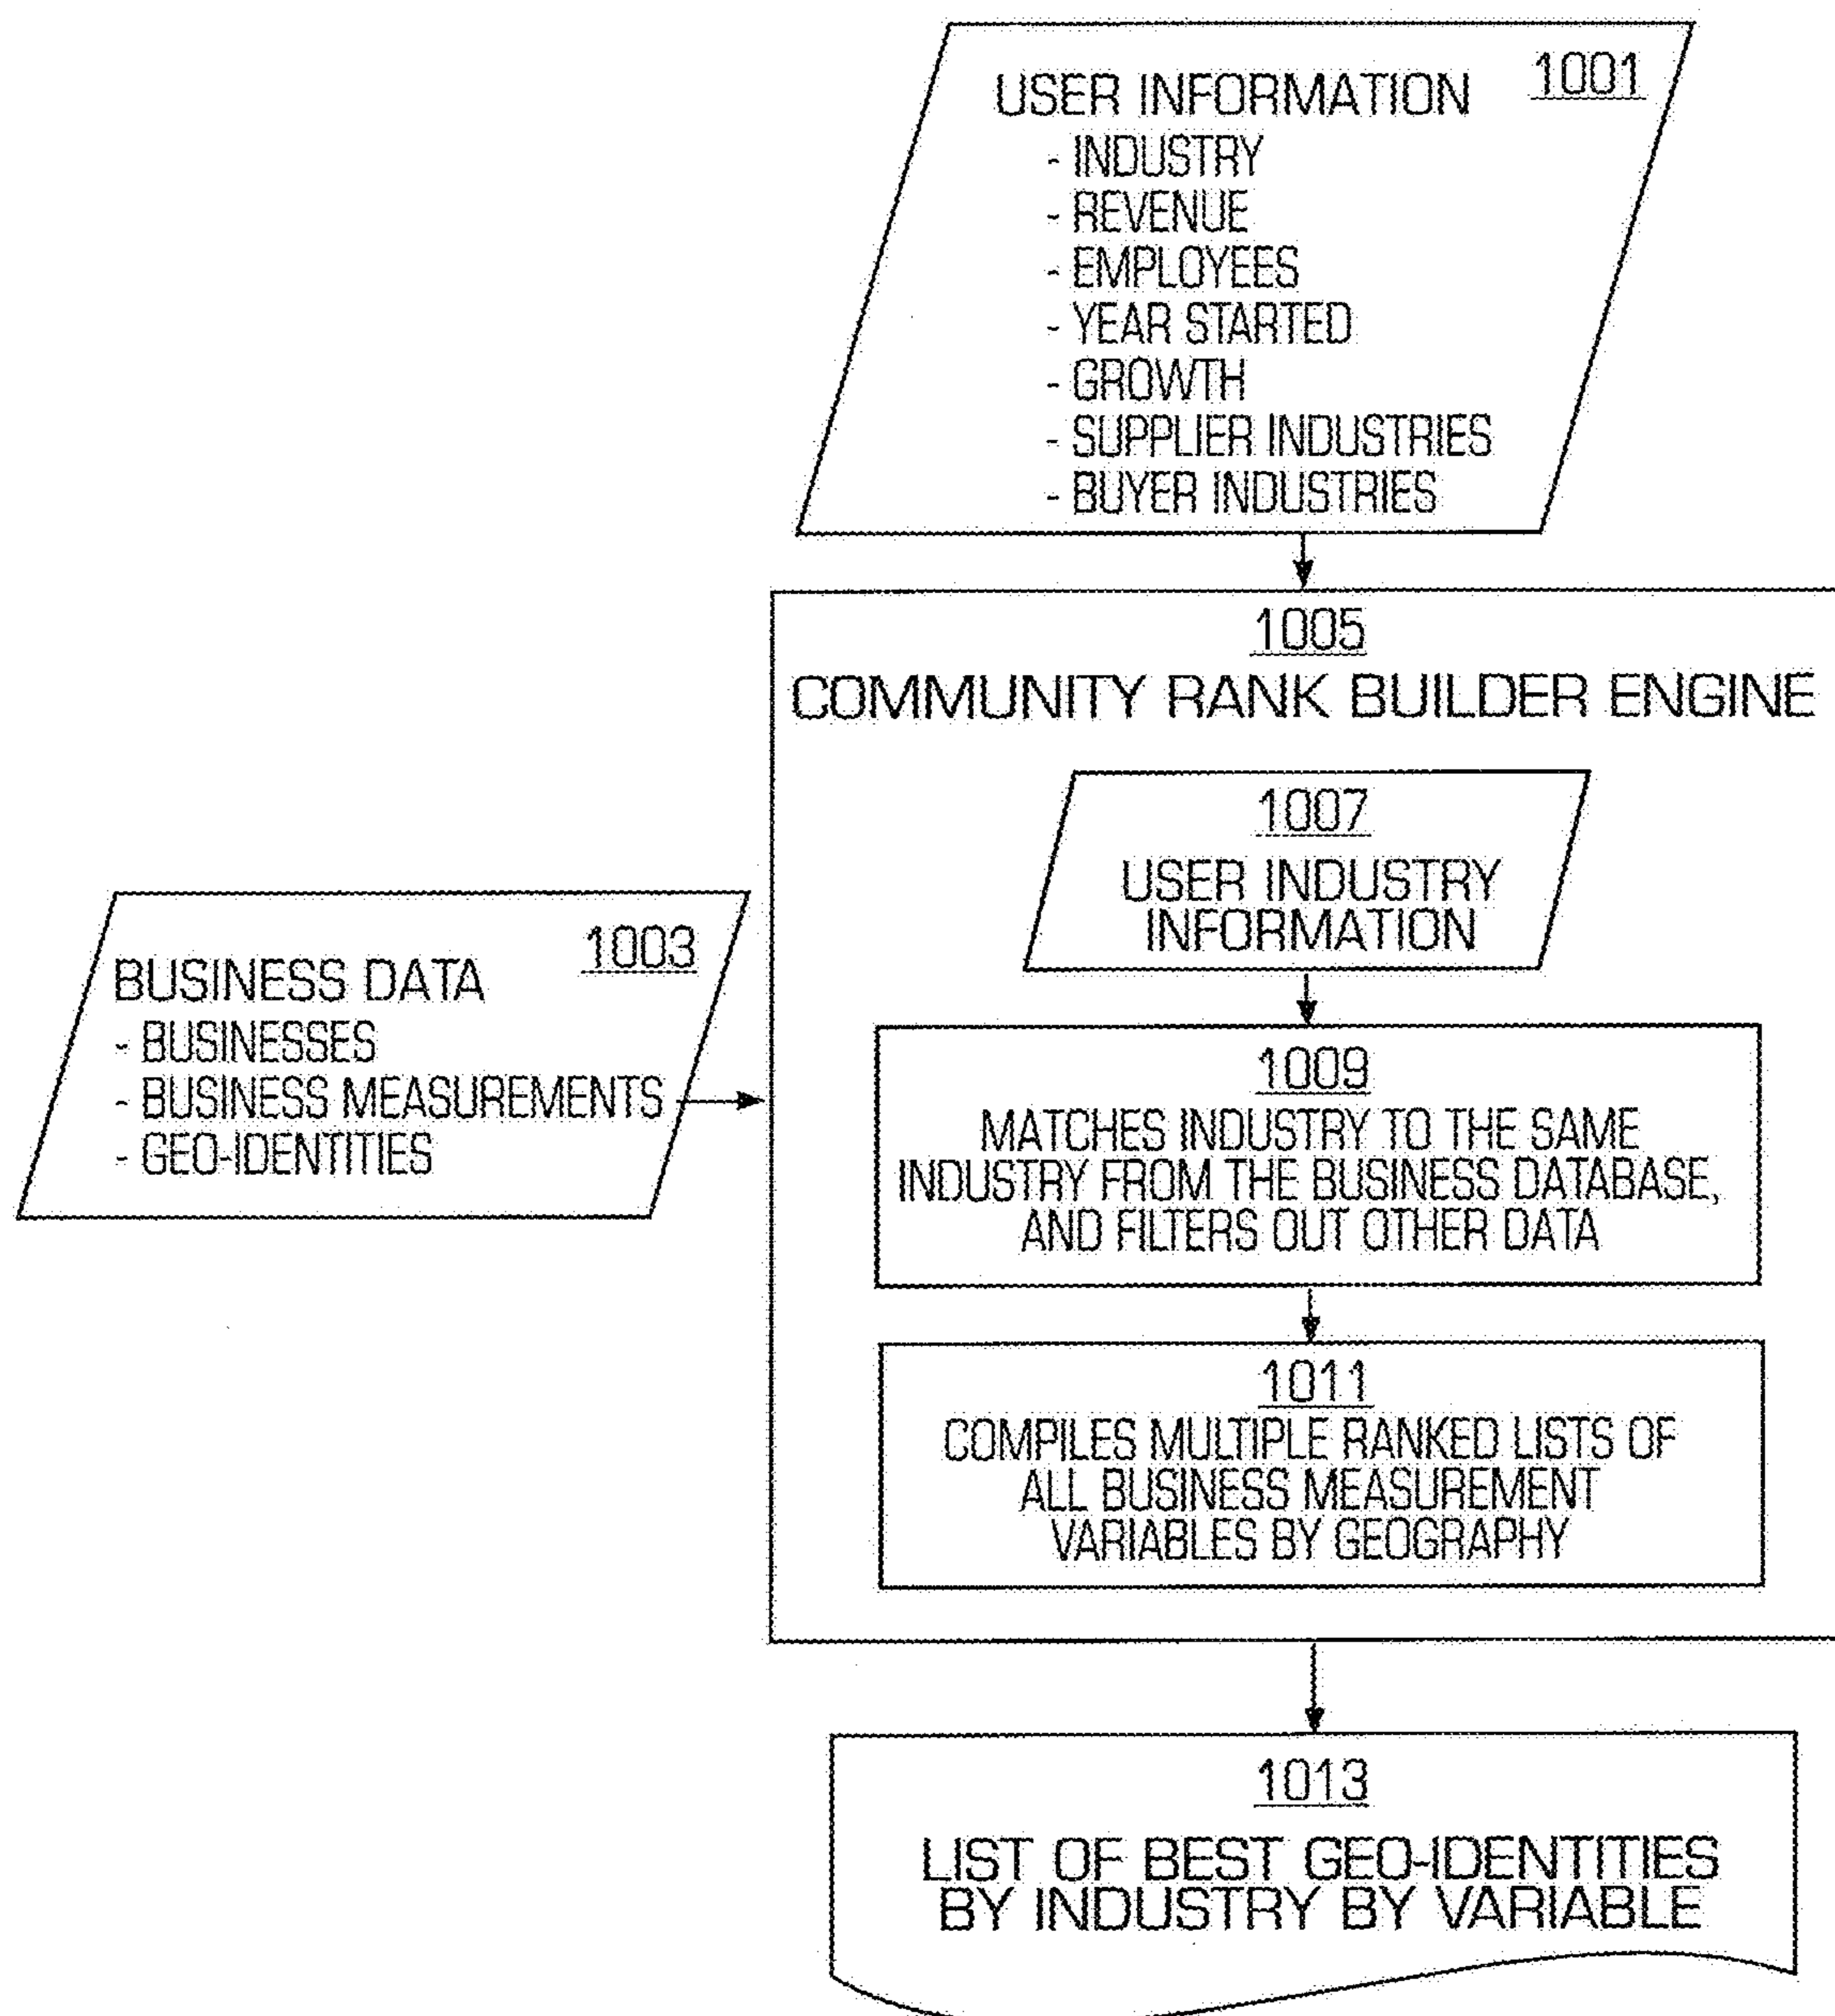 1001
USER INFORMATION
- INDUSTRY
- REVENUE
- EMPLOYEES
- YEAR STARTED
- GROWTH
- SUPPLIER INDUSTRIES
- BUYER INDUSTRIES
1005
COMMUNITY RANK BUILDER ENGINE
1007
USER INDUSTRY
INFORMATION
1003
BUSINESS DATA
- BUSINESSES
- BUSINESS MEASUREMENTS
- GEO-IDENTITIES
1009
MATCHES INDUSTRY TO THE SAME
INDUSTRY FROM THE BUSINESS DATABASE,
AND FILTERS OUT OTHER DATA
1011
COMPILES MULTIPLE RANKED LISTS OF
ALL BUSINESS MEASUREMENT
VARIABLES BY GEOGRAPHY
1013
LIST OF BEST GEO-IDENTITIES
BY INDUSTRY BY VARIABLE